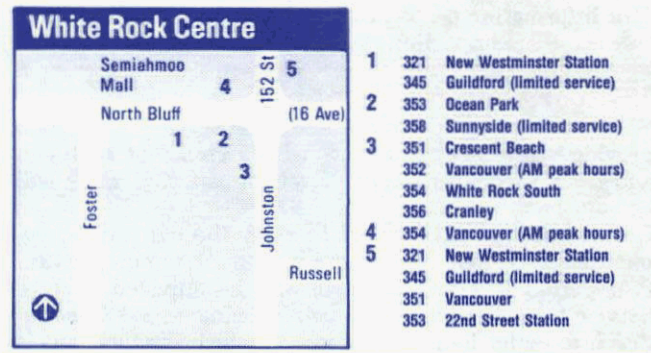 White Rock Centre
Semiahmoo
Mall
4
152 St
5
North Bluff
(16 Ave)
1
2
3
Foster
Johnston
Russell
1 321 New Westminster Station
345 Guildford (limited service)
2 353 Ocean Park
358 Sunnyside (limited service)
3 351 Crescent Beach
352 Vancouver (AM peak hours)
354 White Rock South
356 Cranley
4 354 Vancouver (AM peak hours)
5 321 New Westminster Station
345 Guildford (limited service)
351 Vancouver
353 22nd Street Station